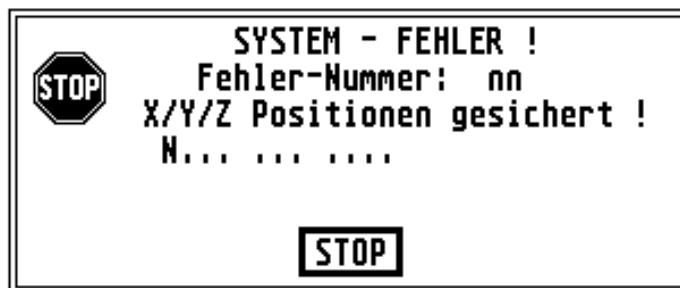 SYSTEM - FEHLER !
STOP
Fehler-Nummer: nn
X/Y/Z Positionen gesichert !
N... ... ....
STOP